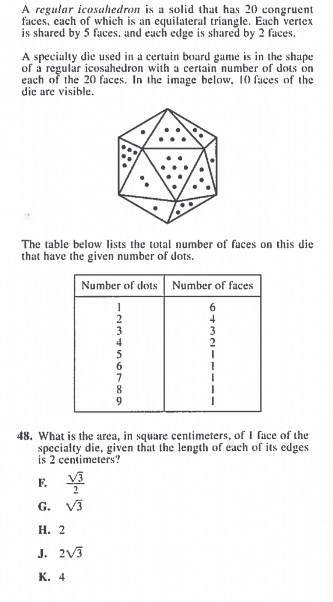 A regular icosahedron is a solid that has 20 congruent
faces, each of which is an equilateral triangle. Each vertex
is shared by 5 faces, and each edge is shared by 2 faces.
A specialty die used in a certain board game is in the shape
of a regular icosahedron with a certain number of dots on
each of the 20 faces. In the image below, 10 faces of the
die are visible.
The table below lists the total number of faces on this die
that have the given number of dots.
Number of dots Number of faces
1 6
2 4
3 3
4 2
5 1
6 1
7 1
8 1
9 1
48. What is the area, in square centimeters, of 1 face of the
specialty die, given that the length of each of its edges
is 2 centimeters?
F. √3/2
G. √3
H. 2
J. 2√3
K. 4